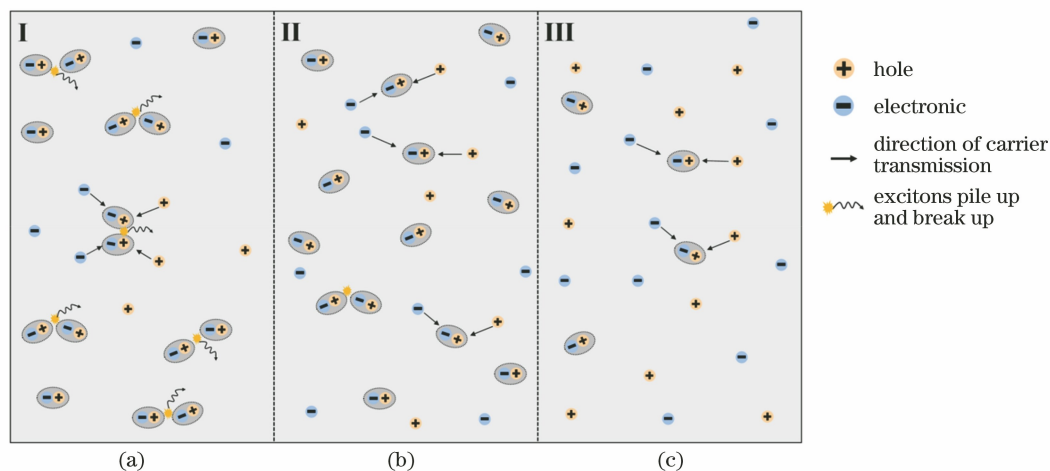 I
II
III
hole
electronic
direction of carrier
transmission
excitons pile up
and break up
(a)
(b)
(c)